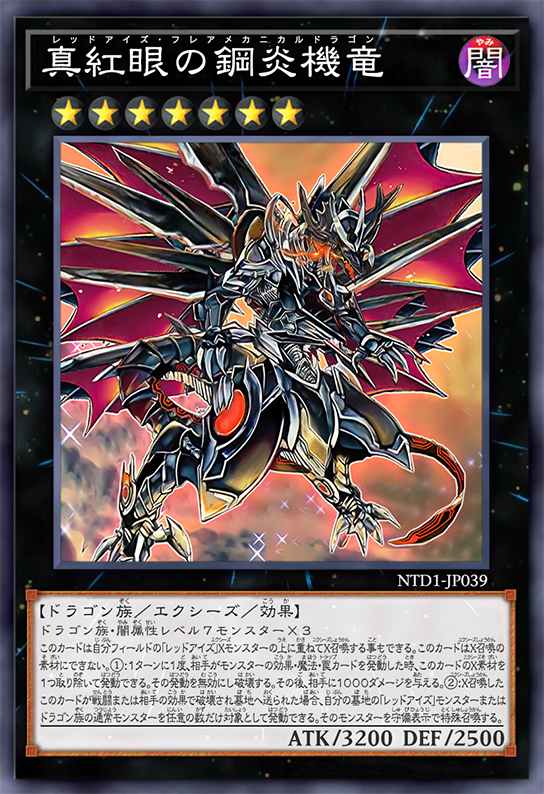 レッドアイズ・フレアメカニカルドラゴン
真紅眼の鋼炎機竜
やみ
闇
NTD1-JP039
【ドラゴン族／エクシーズ／効果】
ドラゴン族・闇属性レベル７モンスター×３
このカードは自分フィールドの「レッドアイズ」Xモンスターの上に重ねてX召喚する事もできる。このカードはX召喚の
素材にできない。①:1ターンに1度、相手がモンスターの効果・魔法・罠カードを発動した時、このカードのX素材を
1つ取り除いて発動できる。その発動を無効にし破壊する。その後、相手に1000ダメージを与える。②:X召喚した
このカードが戦闘または相手の効果で破壊され墓地へ送られた場合、自分の墓地の「レッドアイズ」モンスターまたは
ドラゴン族の通常モンスターを任意の数だけ対象として発動できる。そのモンスターを守備表示で特殊召喚する。
ATK/3200 DEF/2500